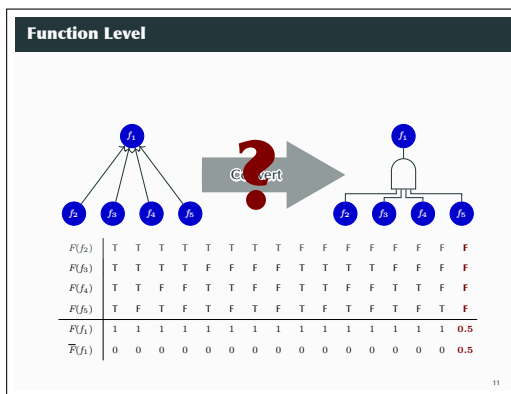 Function Level
f₁ f₁
? Convert
f₂ f₃ f₄ f₅ f₂ f₃ f₄ f₅
F(f₂) T T T T T T T T F F F F F F F F
F(f₃) T T T T F F F F T T T T F F F F
F(f₄) T T F F T T F F T T F F T T F F
F(f₅) T F T F T F T F T F T F T F T F
F(f₁) 1 1 1 1 1 1 1 1 1 1 1 1 1 1 1 0.5
F̅(f₁) 0 0 0 0 0 0 0 0 0 0 0 0 0 0 0 0.5
11